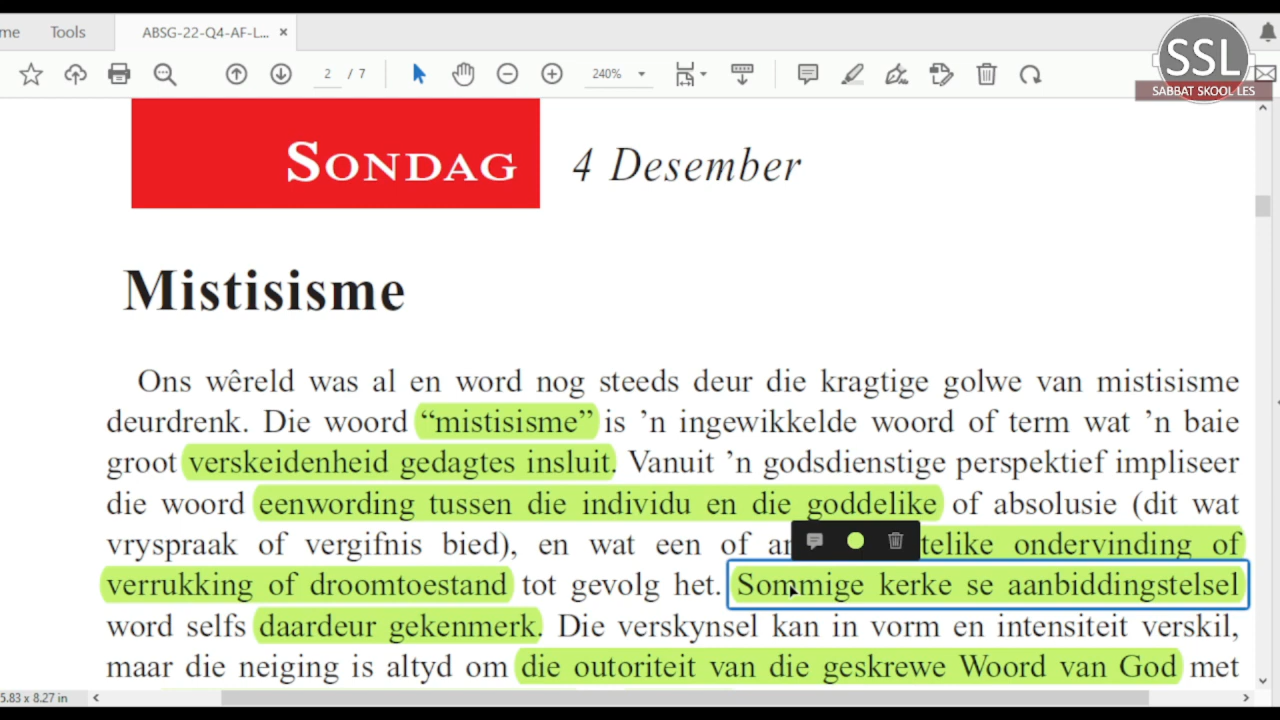 me Tools ABSG-22-Q4-AF-L... ×
SSL
SABBAT SKOOL LES
2 / 7 240%
SONDAG 4 Desember
Mistisisme
Ons wêreld was al en word nog steeds deur die kragtige golwe van mistisisme
deurdrenk. Die woord “mistisisme” is ’n ingewikkelde woord of term wat ’n baie
groot verskeidenheid gedagtes insluit. Vanuit ’n godsdienstige perspektief impliseer
die woord eenwording tussen die individu en die goddelike of absolusie (dit wat
vryspraak of vergifnis bied), en wat een of telike ondervinding of
verrukking of droomtoestand tot gevolg het. Sommige kerke se aanbiddingstelsel
word selfs daardeur gekenmerk. Die verskynsel kan in vorm en intensiteit verskil,
maar die neiging is altyd om die outoriteit van die geskrewe Woord van God met
5.83 x 8.27 in